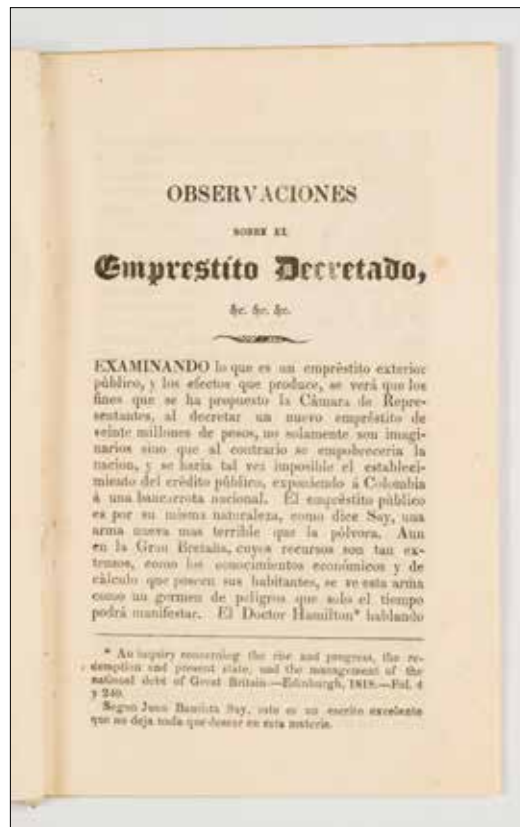 OBSERVACIONES
SOBRE EL
Emprestito Decretado,
&c. &c. &c.
EXAMINANDO lo que es un empréstito exterior
público, y los efectos que produce, se verá que los
fines que se ha propuesto la Cámara de Repre-
sentantes, al decretar un nuevo empréstito de
veinte millones de pesos, no solamente son imagi-
narios sino que al contrario se empobreceria la
nacion, y se haria tal vez imposible el estableci-
miento del crédito público, exponiendo á Colombia
á una bancarrota nacional. El empréstito público
es por su misma naturaleza, como dice Say, una
arma nueva mas terrible que la pólvora. Aun
en la Gran Bretaña, cuyos recursos son tan ex-
tensos, como los conocimientos económicos y de
cálculo que poseen sus habitantes, se ve esta arma
como un germen de peligros que solo el tiempo
podrá manifestar. El Doctor Hamilton* hablando
* An inquiry concerning the rise and progress, the re-
demption and present state, and the management of the
national debt of Great Britain.—Edinburgh, 1818.—Fol. 4
y 240.
Segun Juan Bautista Say, este es un escrito excelente
que no deja nada que desear en esta materia.